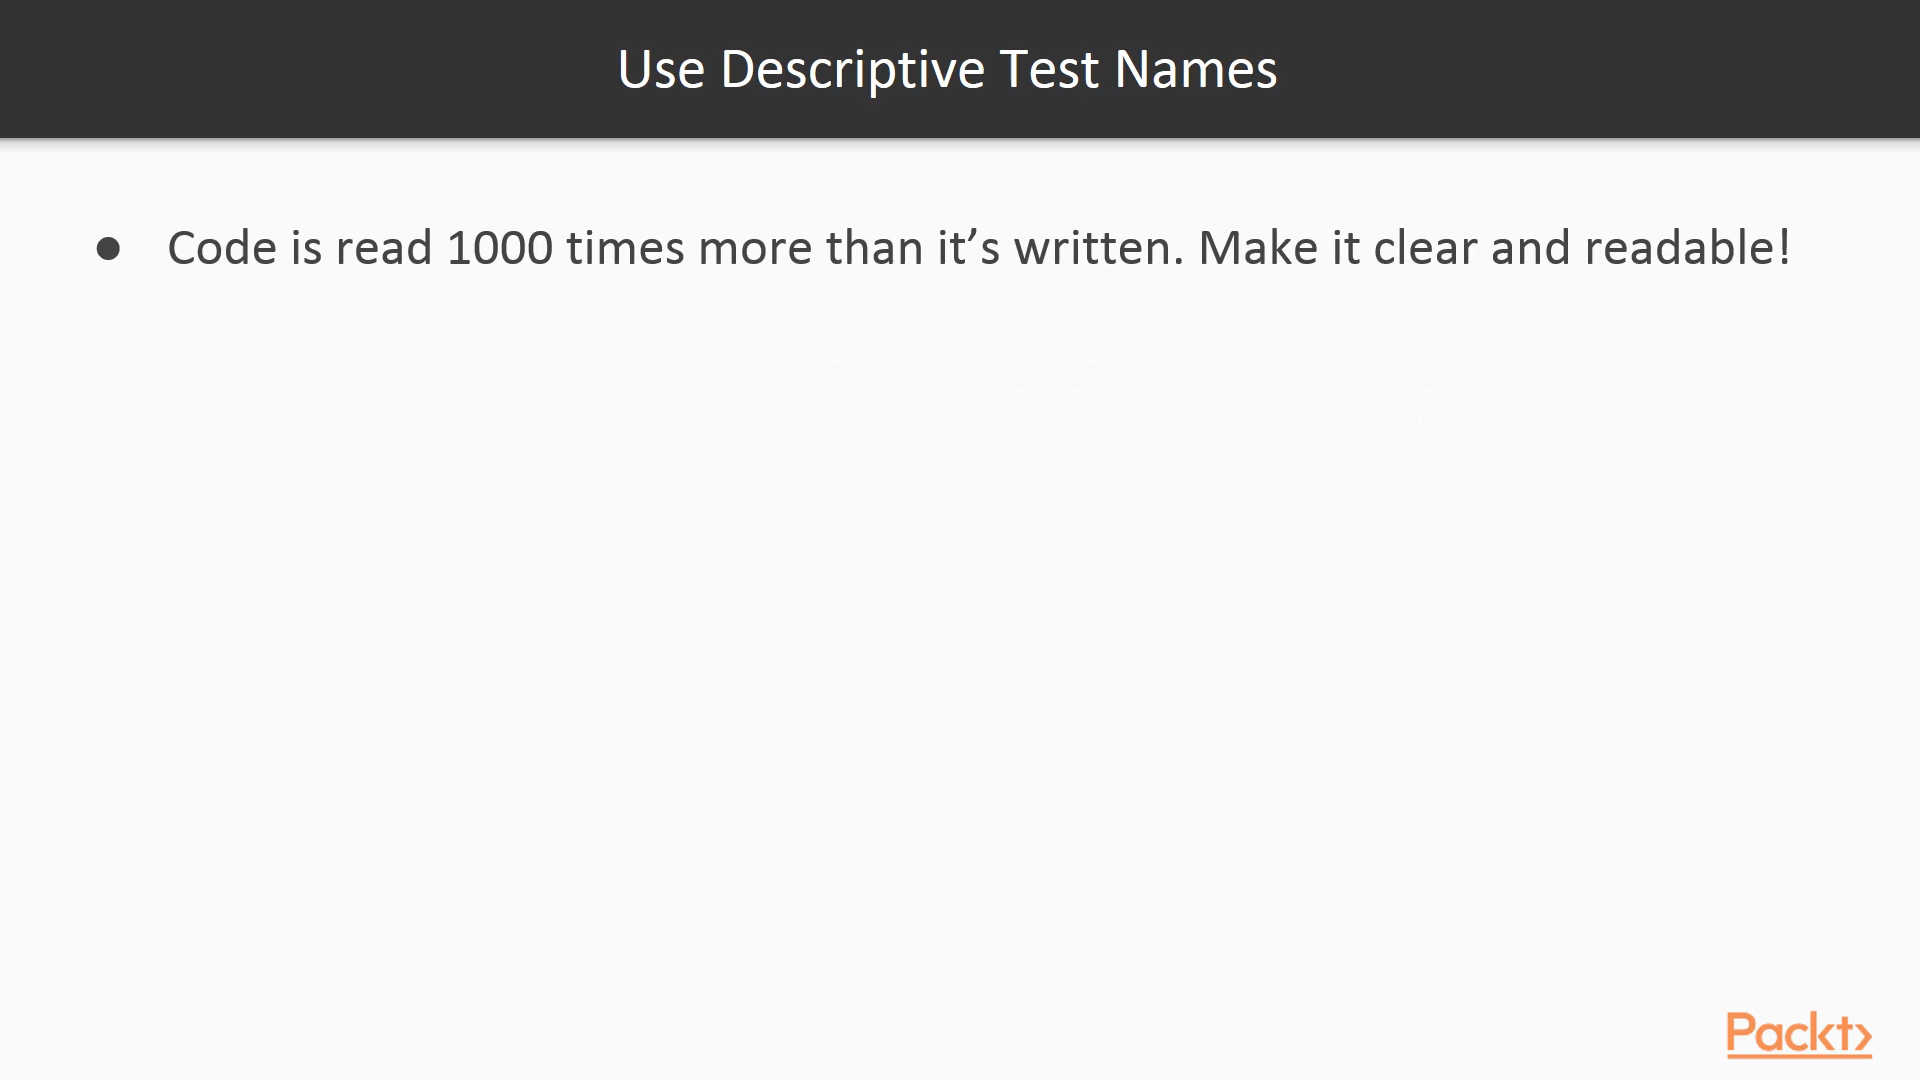 Use Descriptive Test Names
● Code is read 1000 times more than it’s written. Make it clear and readable!
Packt>